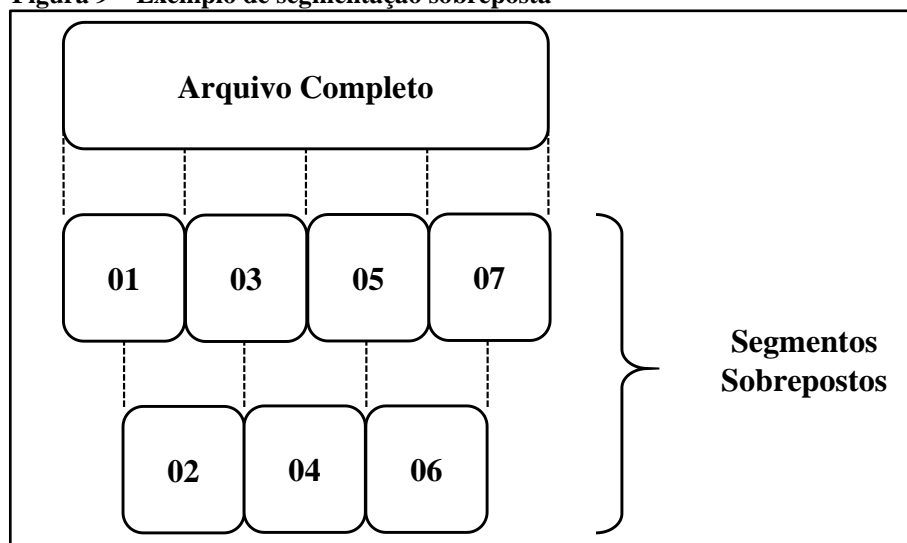 Figura 9 – Exemplo de segmentação sobreposta
Arquivo Completo
01 03 05 07
Segmentos
Sobrepostos
02 04 06